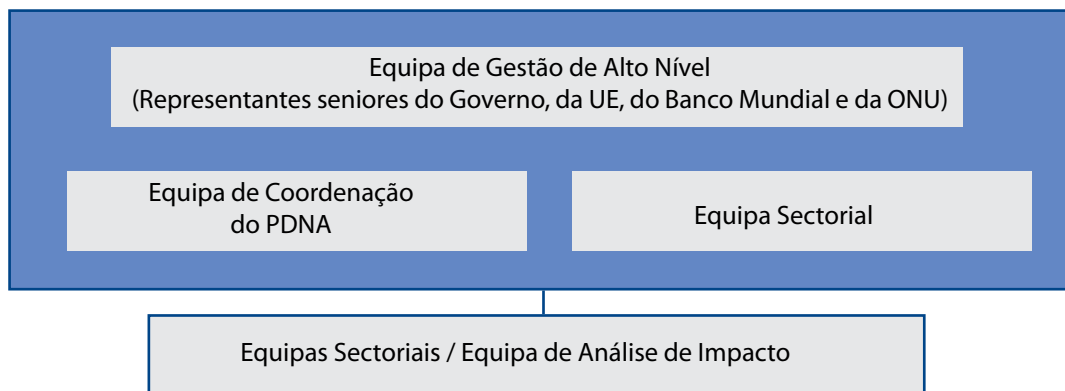 Equipa de Gestão de Alto Nível
(Representantes seniores do Governo, da UE, do Banco Mundial e da ONU)
Equipa de Coordenação
do PDNA
Equipa Sectorial
Equipas Sectoriais / Equipa de Análise de Impacto